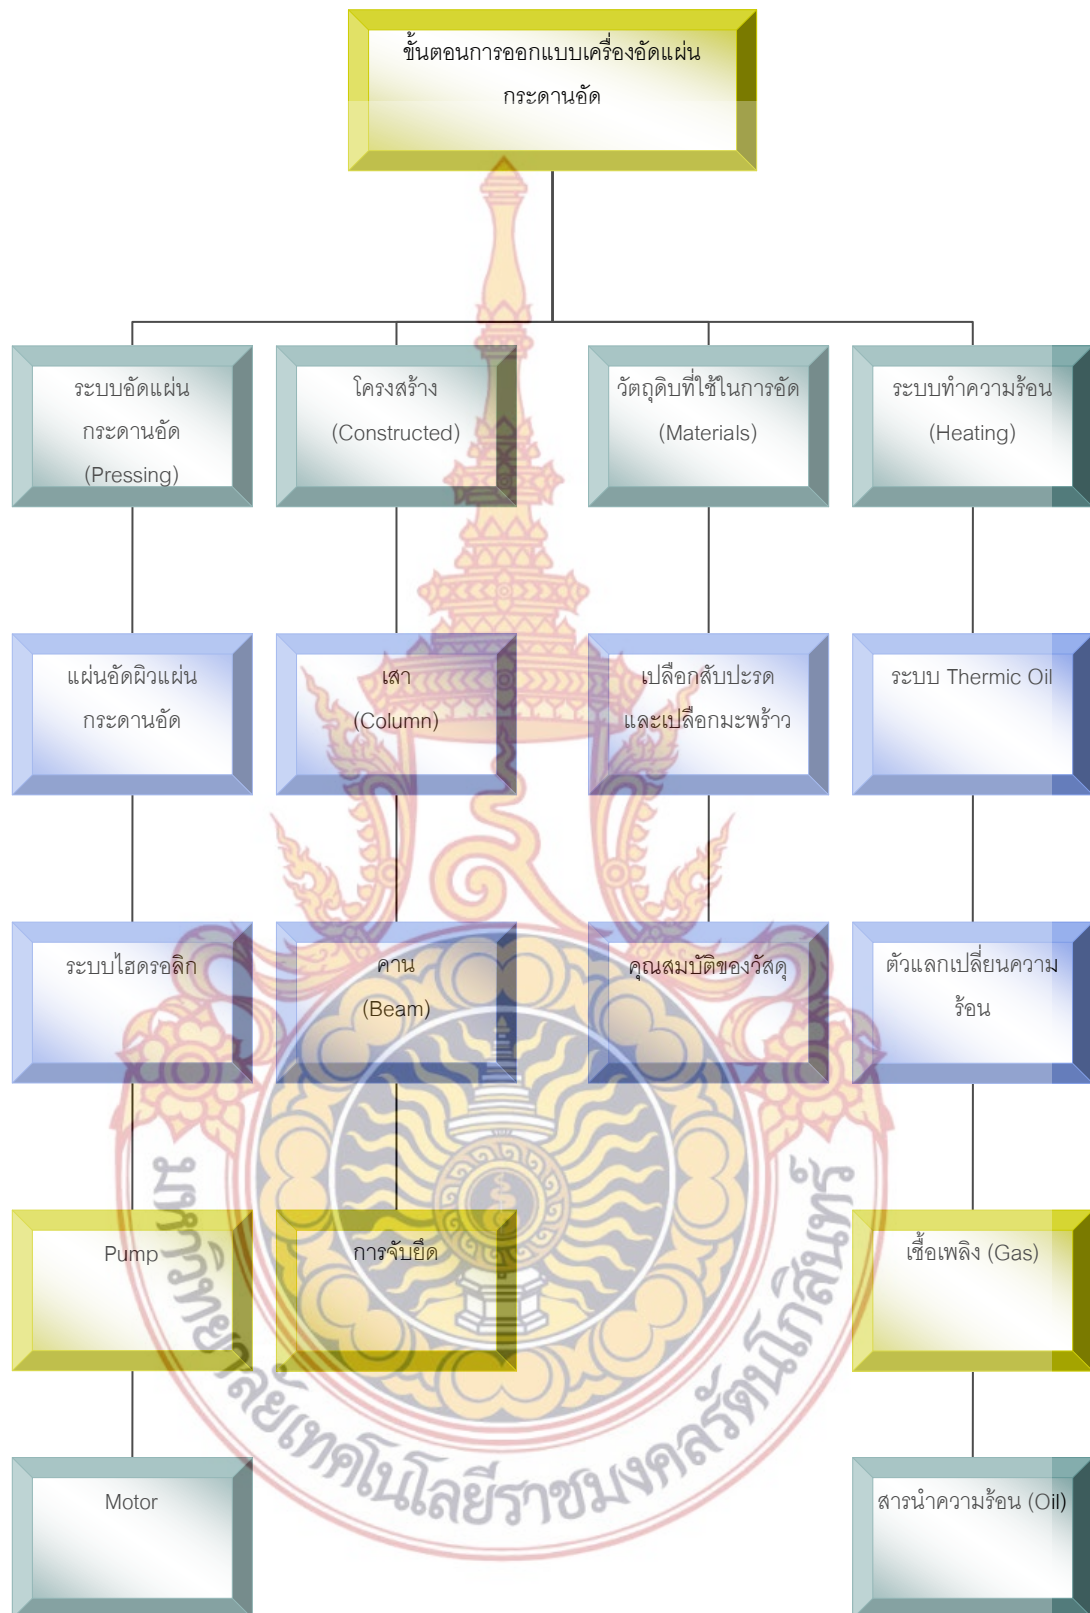 ขั้นตอนการออกแบบเครื่องอัดแผ่น
กระดานอัด
ระบบอัดแผ่น
กระดานอัด
(Pressing)
โครงสร้าง
(Constructed)
วัตถุดิบที่ใช้ในการอัด
(Materials)
ระบบทำความร้อน
(Heating)
แผ่นอัดผิวแผ่น
กระดานอัด
เสา
(Column)
เปลือกสับปะรด
และเปลือกมะพร้าว
ระบบ Thermic Oil
ระบบไฮดรอลิก
คาน
(Beam)
คุณสมบัติของวัสดุ
ตัวแลกเปลี่ยนความ
ร้อน
Pump
การจับยึด
เชื้อเพลิง (Gas)
Motor
สารนำความร้อน (Oil)
มหาวิทยาลัยเทคโนโลยีราชมงคลรัตนโกสินทร์